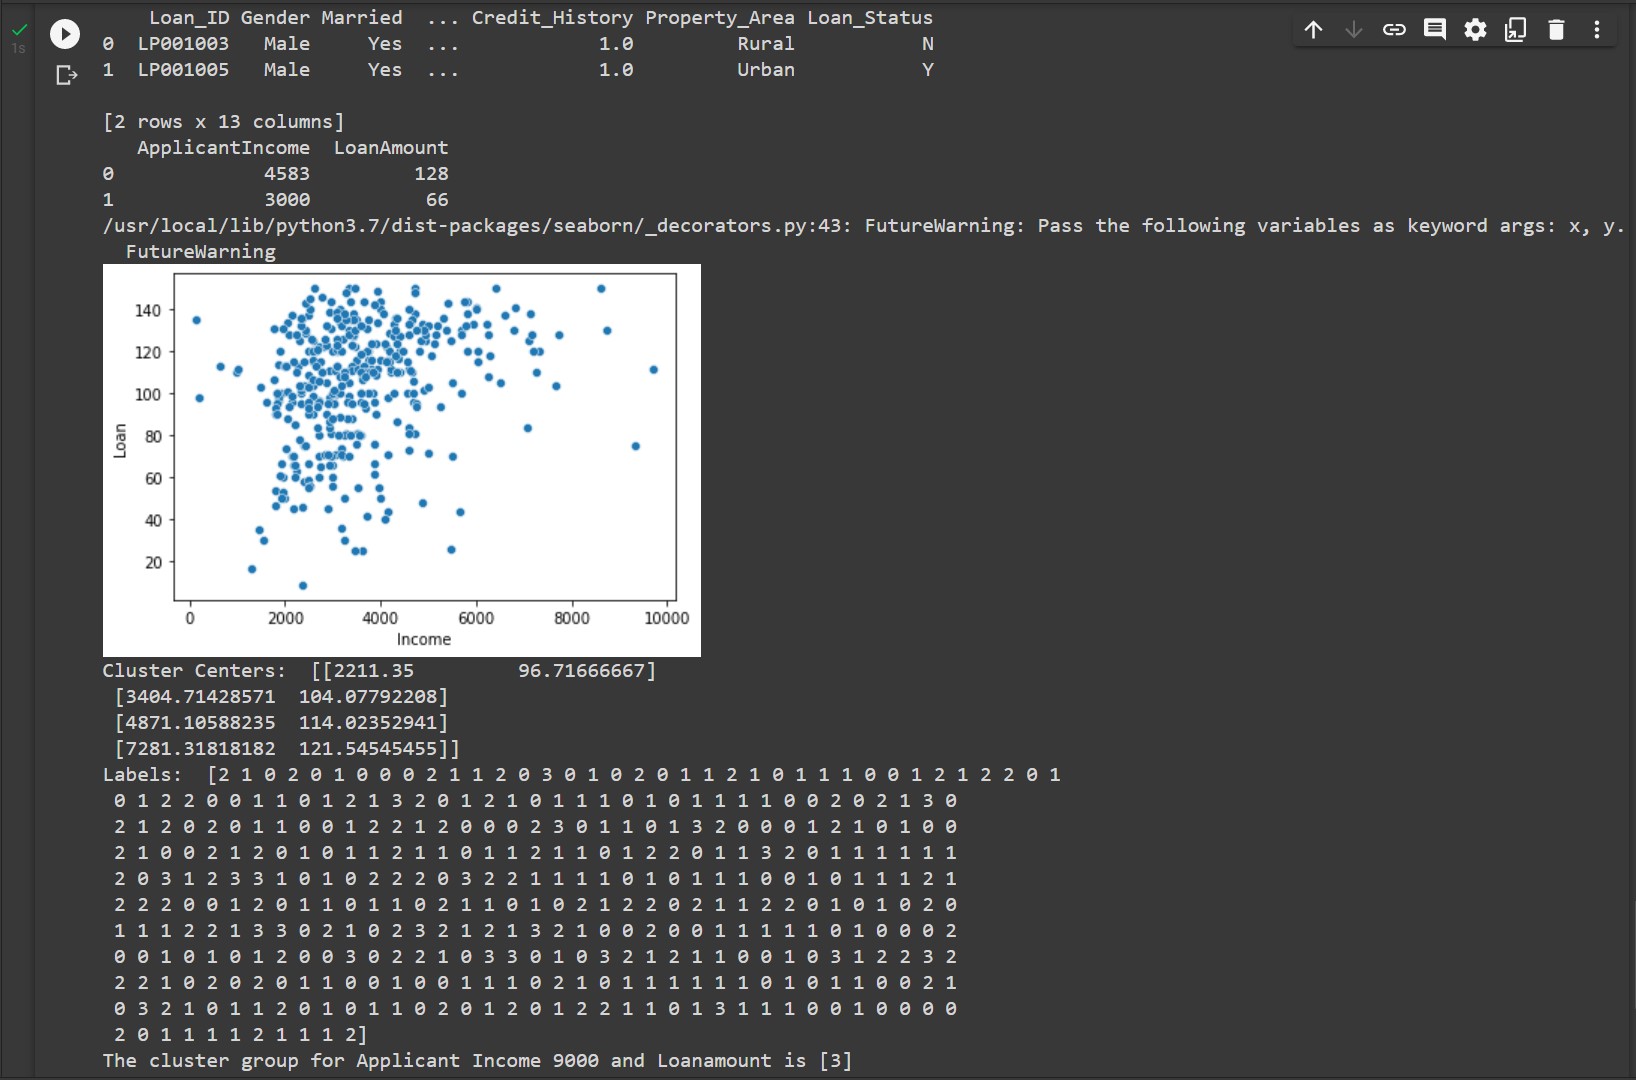 Loan_ID Gender Married ... Credit_History Property_Area Loan_Status
0 LP001003 Male Yes ... 1.0 Rural N
1s
1 LP001005 Male Yes ... 1.0 Urban Y
[2 rows x 13 columns]
ApplicantIncome LoanAmount
0 4583 128
1 3000 66
/usr/local/lib/python3.7/dist-packages/seaborn/_decorators.py:43: FutureWarning: Pass the following variables as keyword args: x, y.
FutureWarning
140
120
100
80
60
40
20
Loan
0 2000 4000 6000 8000 10000
Income
Cluster Centers: [[2211.35 96.71666667]
[3404.71428571 104.07792208]
[4871.10588235 114.02352941]
[7281.31818182 121.54545455]]
Labels: [2 1 0 2 0 1 0 0 0 2 1 1 2 0 3 0 1 0 2 0 1 1 2 1 0 1 1 1 0 0 1 2 1 2 2 0 1
0 1 2 2 0 0 1 1 0 1 2 1 3 2 0 1 2 1 0 1 1 1 0 1 0 1 1 1 1 0 0 2 0 2 1 3 0
2 1 2 0 2 0 1 1 0 0 1 2 2 1 2 0 0 0 2 3 0 1 1 0 1 3 2 0 0 0 1 2 1 0 1 0 0
2 1 0 0 2 1 2 0 1 0 1 1 2 1 1 0 1 1 2 1 1 0 1 2 2 0 1 1 3 2 0 1 1 1 1 1 1
2 0 3 1 2 3 3 1 0 1 0 2 2 2 0 3 2 2 1 1 1 1 0 1 0 1 1 1 0 0 1 0 1 1 1 2 1
2 2 2 0 0 1 2 0 1 1 0 1 1 0 2 1 1 0 1 0 2 1 2 2 0 2 1 1 2 2 0 1 0 1 0 2 0
1 1 1 2 2 1 3 3 0 2 1 0 2 3 2 1 2 1 3 2 1 0 0 2 0 0 1 1 1 1 1 0 1 0 0 0 2
0 0 1 0 1 0 1 2 0 0 3 0 2 2 1 0 3 3 0 1 0 3 2 1 2 1 1 0 0 1 0 3 1 2 2 3 2
2 2 1 0 2 0 2 0 1 1 0 0 1 0 0 1 1 1 0 2 1 0 1 1 1 1 1 1 0 1 0 1 1 0 0 2 1
0 3 2 1 0 1 1 2 0 1 0 1 1 0 2 0 1 2 0 1 2 2 1 1 0 1 3 1 1 1 0 0 1 0 0 0 0
2 0 1 1 1 1 2 1 1 1 2]
The cluster group for Applicant Income 9000 and Loanamount is [3]